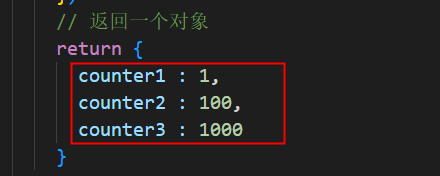 });
// 返回一个对象
return {
counter1 : 1,
counter2 : 100,
counter3 : 1000
}